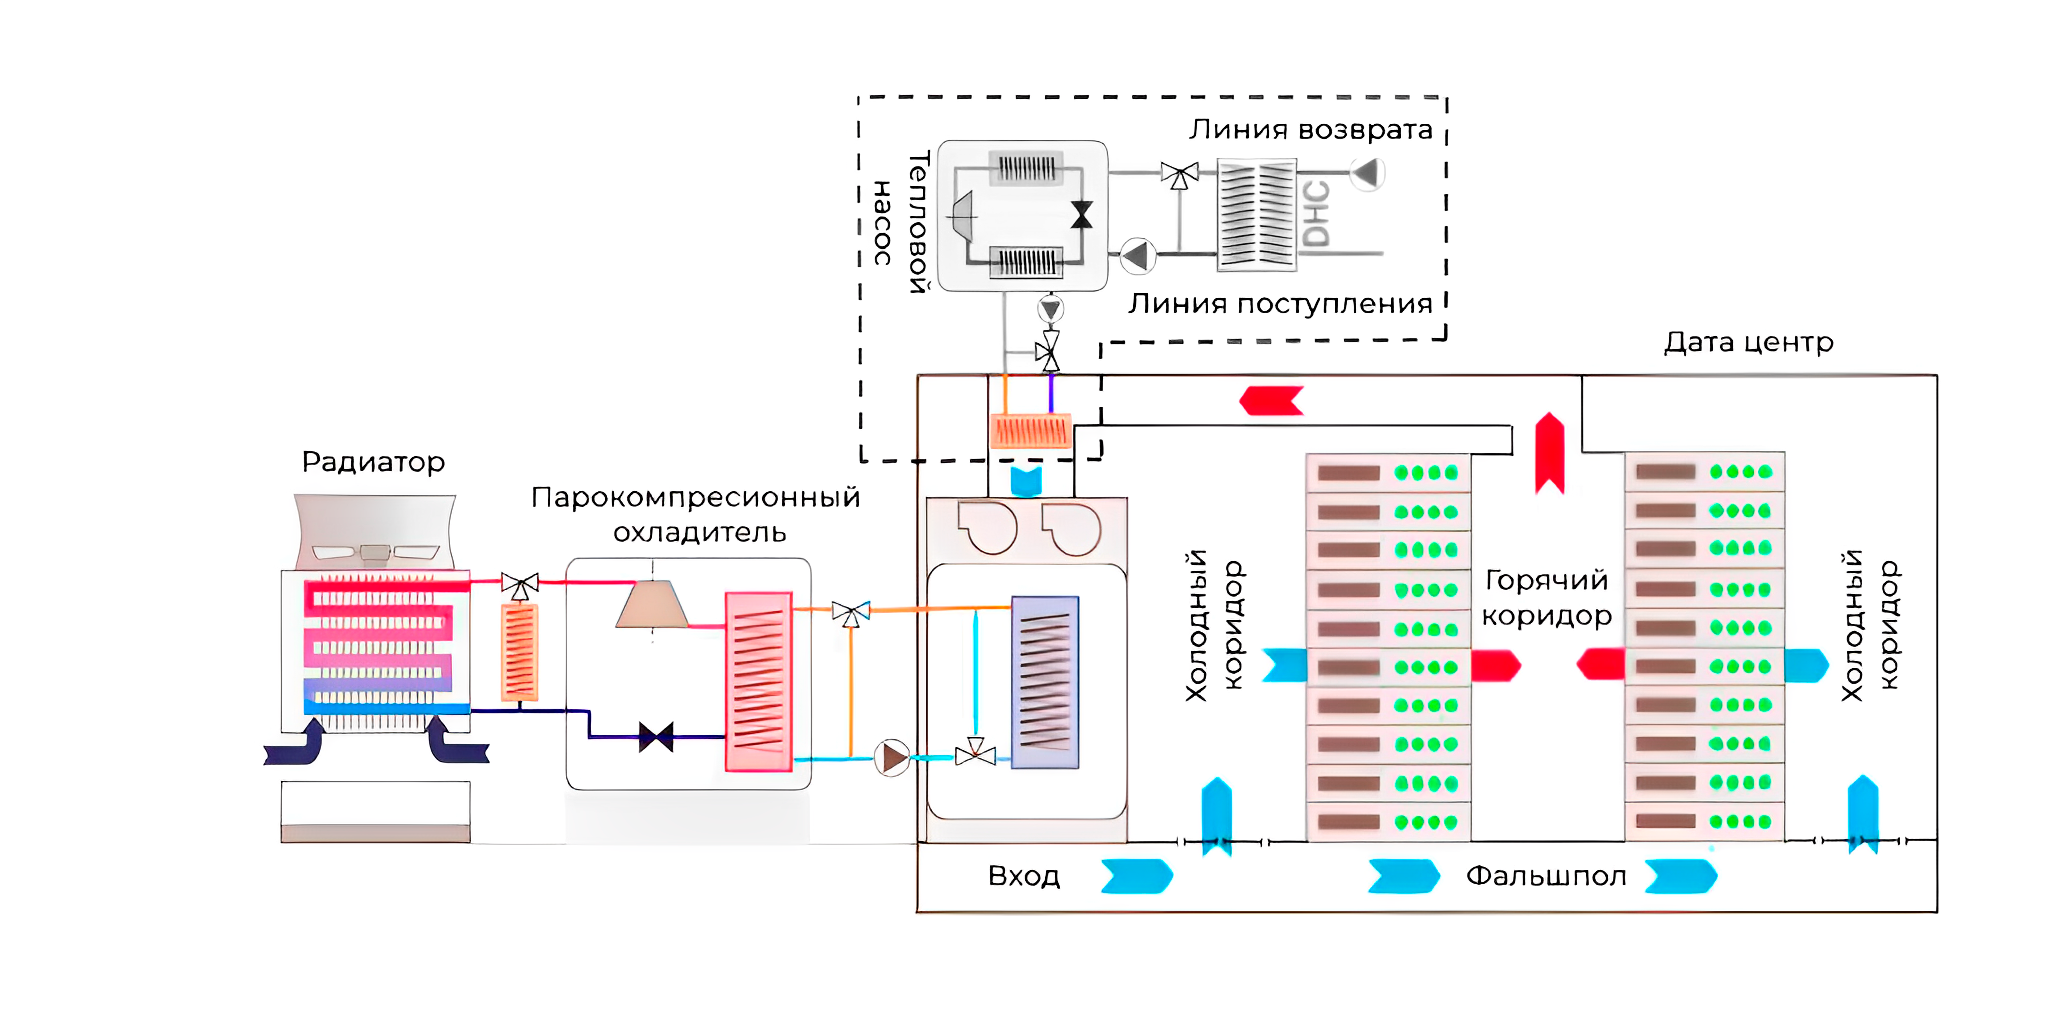 Линия возврата
Тепловой
насос
DHC
Линия поступления
Дата центр
Радиатор
Парокомпресионный
охладитель
Холодный
коридор
Горячий
коридор
Холодный
коридор
Вход
Фальшпол